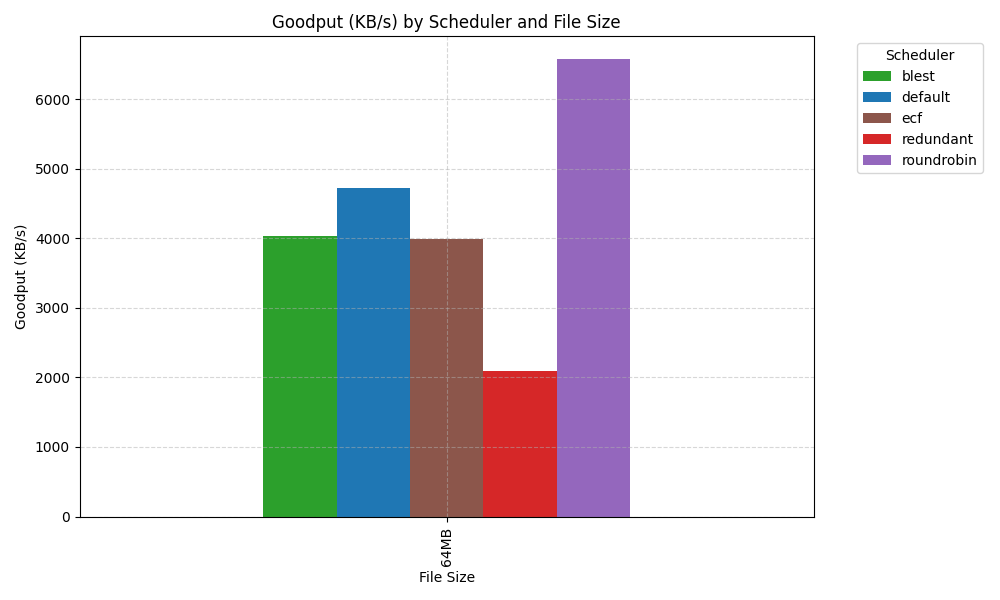 Goodput (KB/s) by Scheduler and File Size
Scheduler
blest
default
ecf
redundant
roundrobin
Goodput (KB/s)
6000
5000
4000
3000
2000
1000
0
64MB
File Size